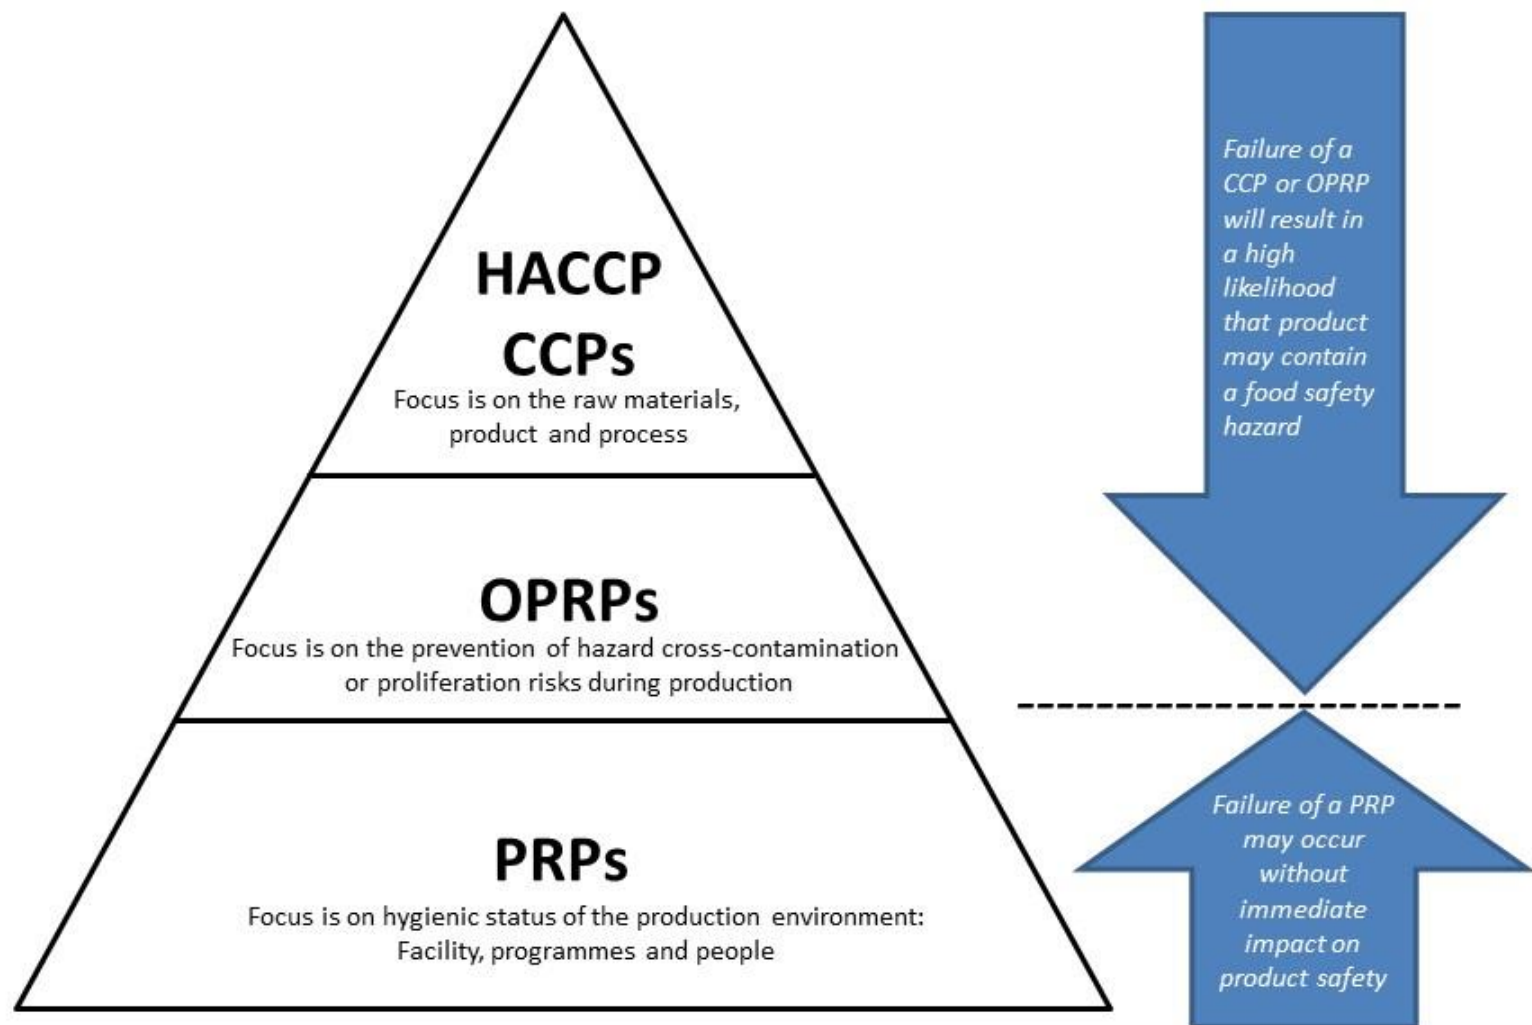 HACCP
CCPs
Focus is on the raw materials,
product and process
OPRPs
Focus is on the prevention of hazard cross-contamination
or proliferation risks during production
PRPs
Focus is on hygienic status of the production environment:
Facility, programmes and people
Failure of a
CCP or OPRP
will result in
a high
likelihood
that product
may contain
a food safety
hazard
Failure of a PRP
may occur
without
immediate
impact on
product safety